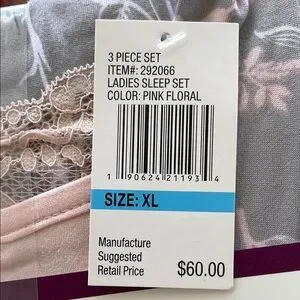 3 PIECE SET
ITEM#: 292066
LADIES SLEEP SET
COLOR: PINK FLORAL
1 90624 21193 4
SIZE: XL
Manufacture
Suggested
Retail Price $60.00